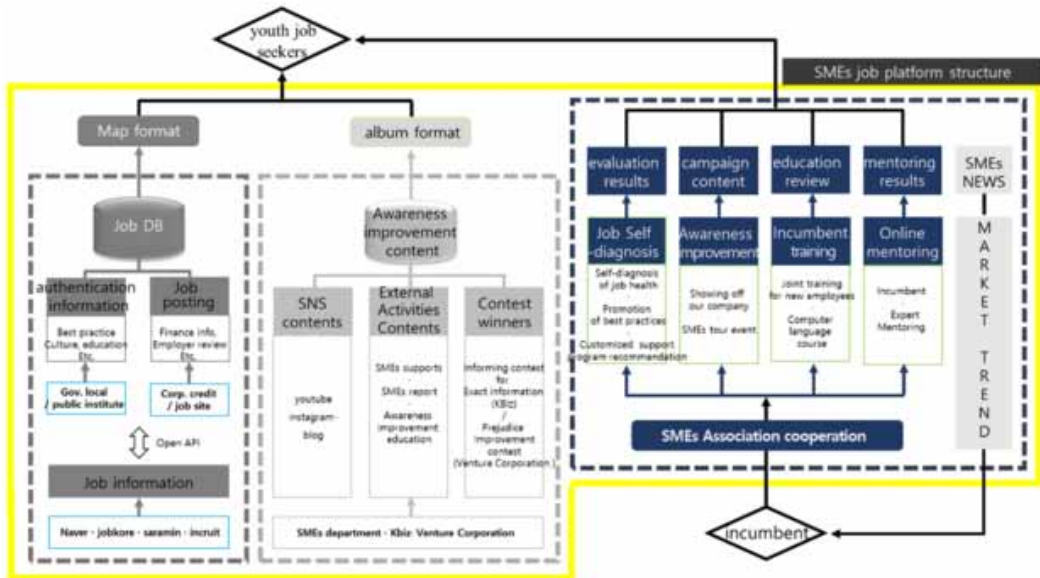 youth job
seekers
SMEs job platform structure
Map format
album format
Job DB
authentication
information
Best practice
Culture, education
Etc.
Gov. local
/ public institute
Job
posting
Finance info,
Employer review
Etc.
Corp. credit
/ job site
Open API
Job information
Naver · jobkore · saramin · incruit
Awareness
improvement
content
SNS
contents
youtube
instagram·
blog
External
Activities
Contents
SMEs supports
·
SMEs report
·
Awareness
improvement
education
Contest
winners
Informing contest
for
Exact information
(KBiz)
/
Prejudice
Improvement
contest
(Venture Corporation)
SMEs department · Kbiz· Venture Corporation
evaluation
results
campaign
content
education
review
mentoring
results
Job Self
-diagnosis
Self-diagnosis
of job health
·
Promotion
of best practices
·
Customized support
program recommendation
Awareness
improvement
Showing off
our company
·
SMEs tour event
Incumbent
training
Joint training
for new employees
·
Computer
language
course
Online
mentoring
Incumbent
·
Expert
Mentoring
SMEs Association cooperation
SMEs
NEWS
MARKET TREND
incumbent